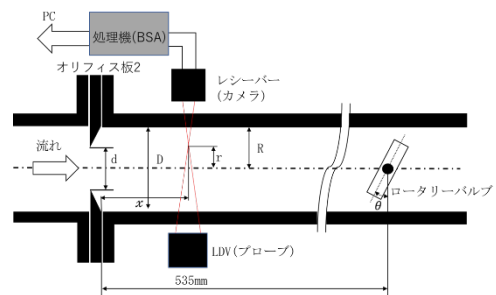 PC
処理機(BSA)
オリフィス板2
レシーバー
(カメラ)
流れ
d
D
r
R
x
ロータリーバルブ
θ
LDV(プローブ)
535mm